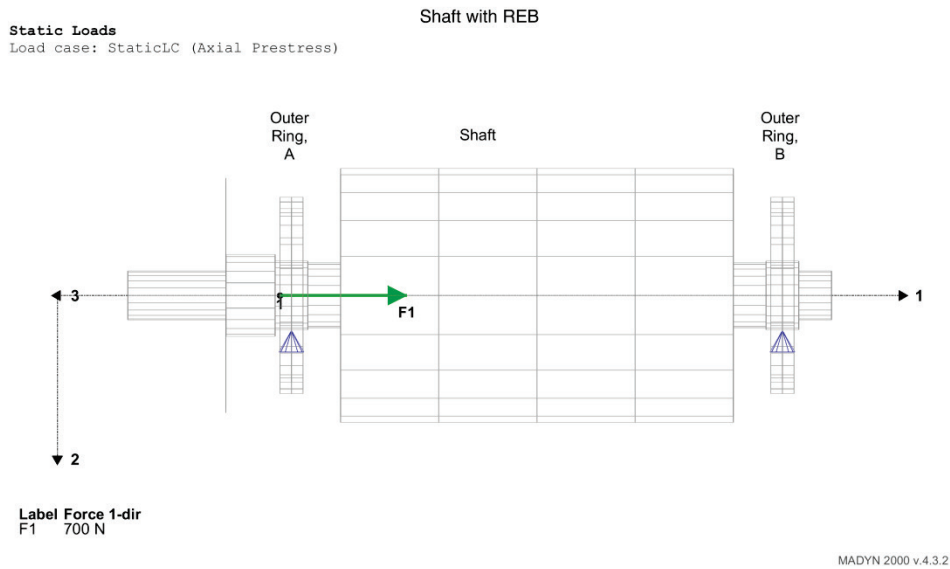 Shaft with REB
Static Loads
Load case: StaticLC (Axial Prestress)
Outer
Ring,
A
Shaft
Outer
Ring,
B
3
1
F1
1
2
Label Force 1-dir
F1 700 N
MADYN 2000 v.4.3.2